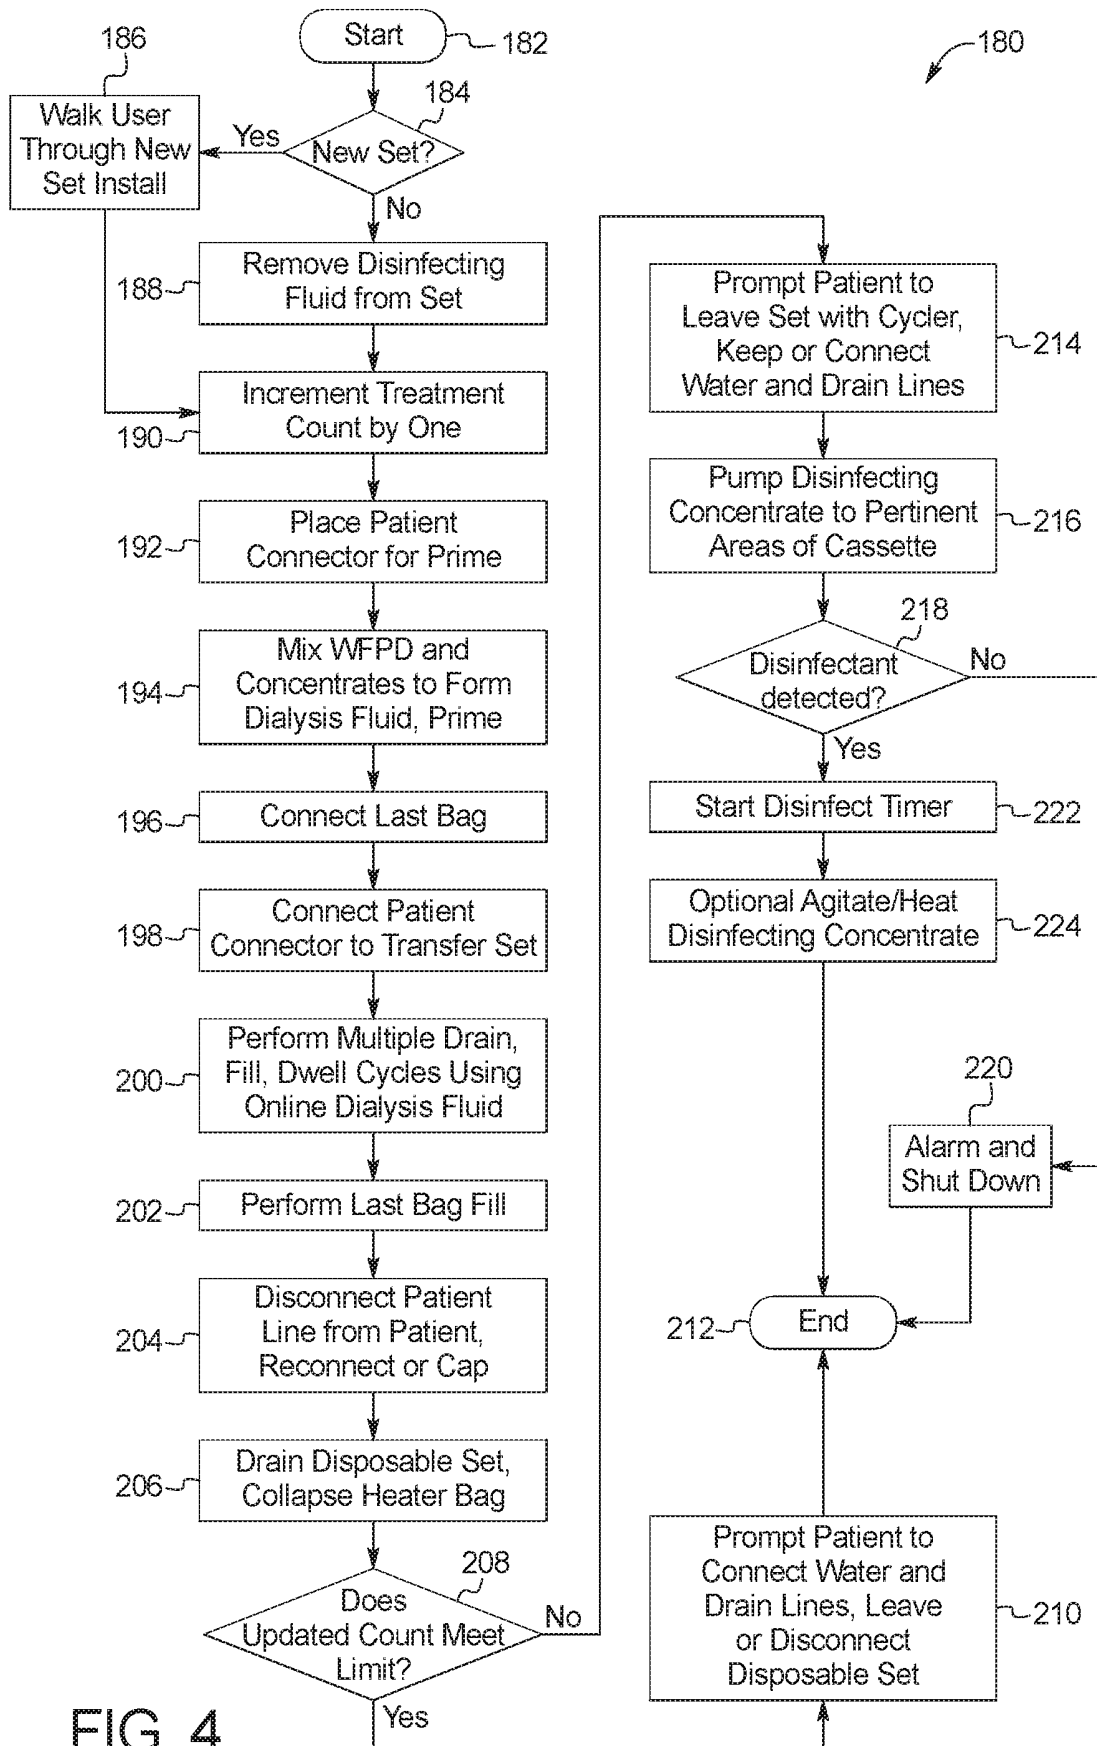 180
Start
182
184
New Set?
Yes
No
186
Walk User
Through New
Set Install
188
Remove Disinfecting
Fluid from Set
190
Increment Treatment
Count by One
192
Place Patient
Connector for Prime
194
Mix WFPD and
Concentrates to Form
Dialysis Fluid, Prime
196
Connect Last Bag
198
Connect Patient
Connector to Transfer Set
200
Perform Multiple Drain,
Fill, Dwell Cycles Using
Online Dialysis Fluid
202
Perform Last Bag Fill
204
Disconnect Patient
Line from Patient,
Reconnect or Cap
206
Drain Disposable Set,
Collapse Heater Bag
208
Does
Updated Count Meet
Limit?
No
Yes
Prompt Patient to
Leave Set with Cycler,
Keep or Connect
Water and Drain Lines
214
Pump Disinfecting
Concentrate to Pertinent
Areas of Cassette
216
218
Disinfectant
detected?
No
Yes
Start Disinfect Timer
222
Optional Agitate/Heat
Disinfecting Concentrate
224
220
Alarm and
Shut Down
212
End
Prompt Patient to
Connect Water and
Drain Lines, Leave
or Disconnect
Disposable Set
210
FIG. 4